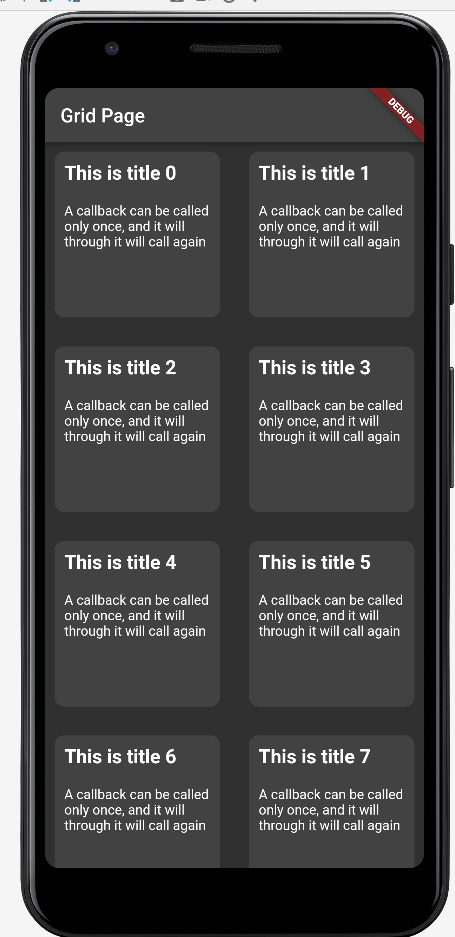 Grid Page
DEBUG
This is title 0
A callback can be called
only once, and it will
through it will call again
This is title 1
A callback can be called
only once, and it will
through it will call again
This is title 2
A callback can be called
only once, and it will
through it will call again
This is title 3
A callback can be called
only once, and it will
through it will call again
This is title 4
A callback can be called
only once, and it will
through it will call again
This is title 5
A callback can be called
only once, and it will
through it will call again
This is title 6
A callback can be called
only once, and it will
through it will call again
This is title 7
A callback can be called
only once, and it will
through it will call again